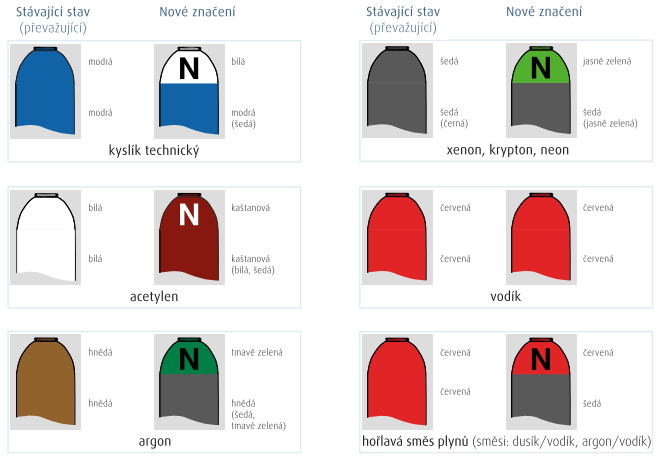 Stávající stav
(převažující)
Nové značení
modrá
modrá
N
bílá
modrá
(šedá)
kyslík technický
bílá
bílá
N
kaštanová
kaštanová
(bílá, šedá)
acetylen
hnědá
hnědá
N
tmavě zelená
hnědá
(šedá,
tmavě zelená)
argon
Stávající stav
(převažující)
Nové značení
šedá
šedá
(černá)
N
jasně zelená
šedá
(jasně zelená)
xenon, krypton, neon
červená
červená
červená
červená
vodík
červená
červená
N
červená
šedá
hořlavá směs plynů (směsi: dusík/vodík, argon/vodík)